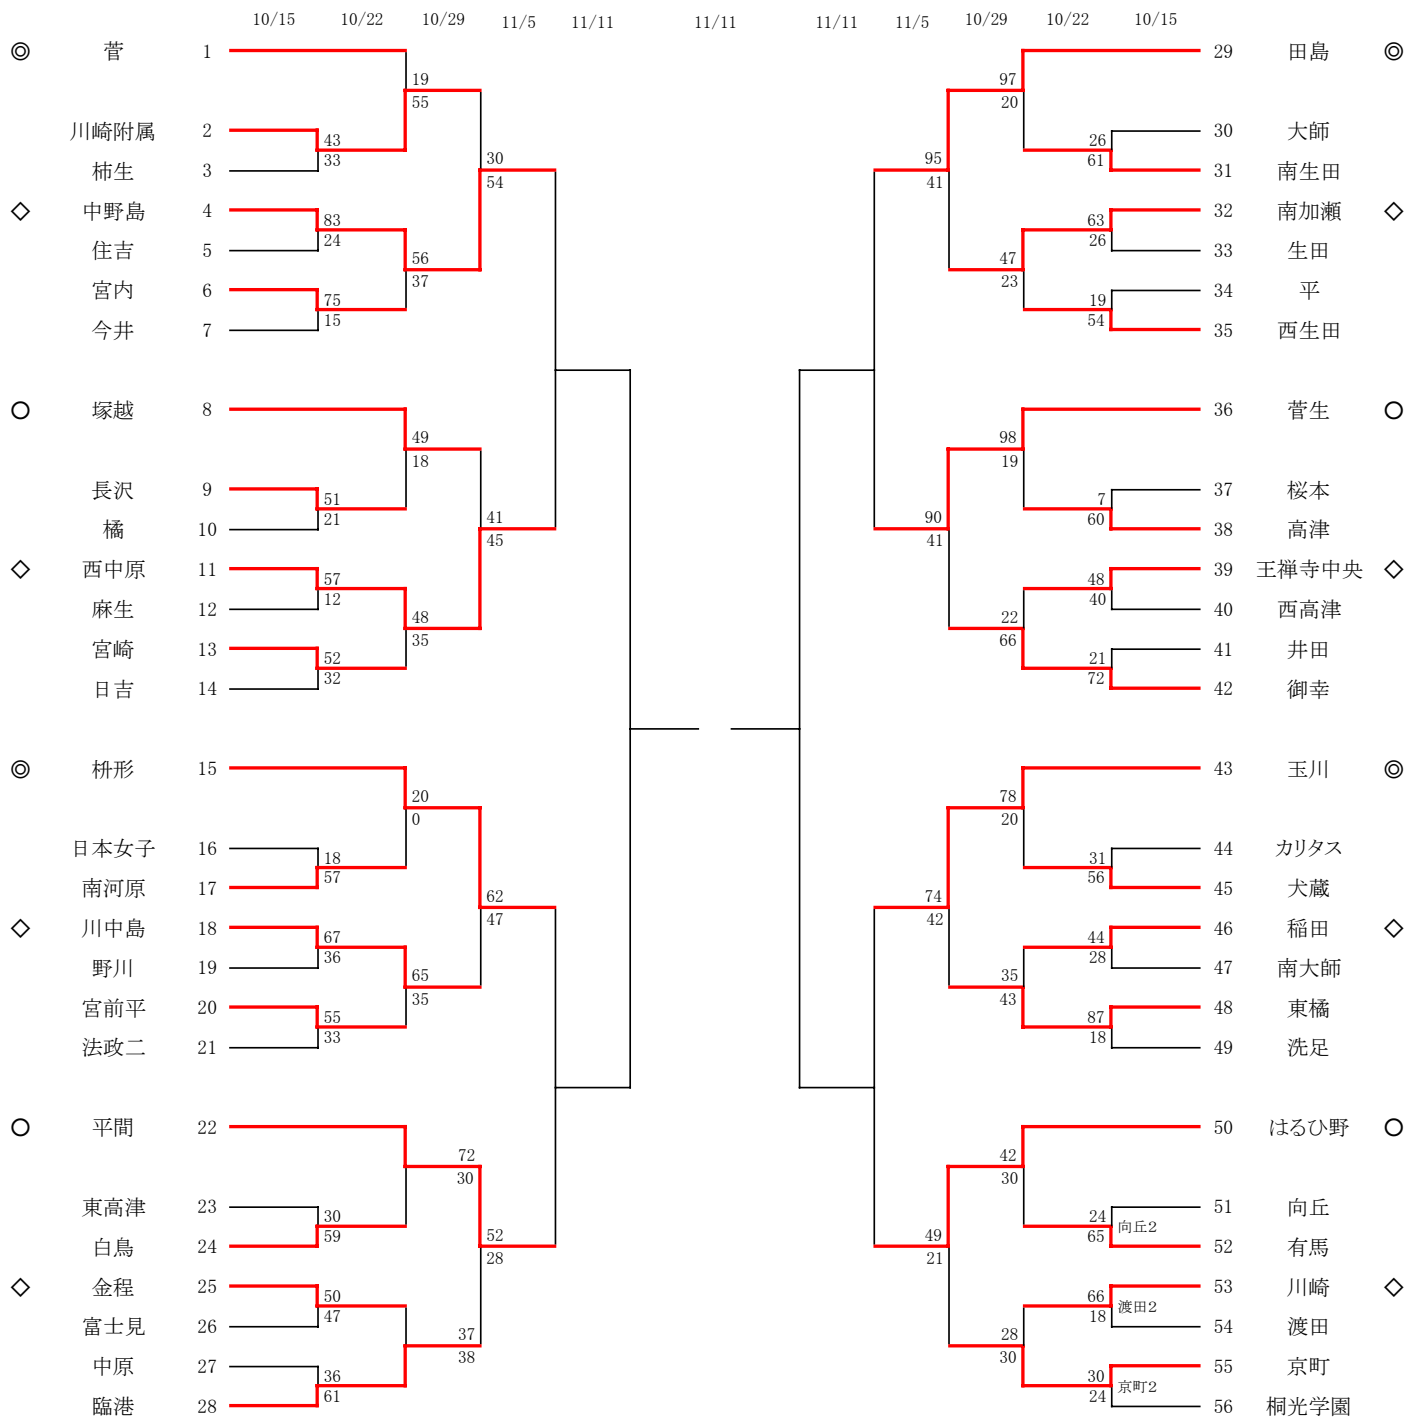 10/15 10/22 10/29 11/5 11/11 11/11 11/11 11/5 10/29 10/22 10/15
◎ 菅 1 29 田島 ◎
19 97
55 20
川崎附属 2 30 大師
43 26
33 61
柿生 3 31 南生田
30 95
54 41
◇ 中野島 4 32 南加瀬 ◇
83 63
24 26
住吉 5 33 生田
56 47
37 23
宮内 6 34 平
75 19
15 54
今井 7 35 西生田
○ 塚越 8 36 菅生 ○
49 98
18 19
長沢 9 37 桜本
51 7
21 60
橘 10 38 高津
41 90
45 41
◇ 西中原 11 39 王禅寺中央 ◇
57 48
12 40
麻生 12 40 西高津
48 22
35 66
宮崎 13 41 井田
52 21
32 72
日吉 14 42 御幸
◎ 枡形 15 43 玉川 ◎
20 78
0 20
日本女子 16 44 カリタス
18 31
57 56
南河原 17 45 犬蔵
62 74
47 42
◇ 川中島 18 46 稲田 ◇
67 44
36 28
野川 19 47 南大師
65 35
35 43
宮前平 20 48 東橘
55 87
33 18
法政二 21 49 洗足
○ 平間 22 50 はるひ野 ○
72 42
30 30
東高津 23 51 向丘
30 24
向丘2
59 65
白鳥 24 52 有馬
52 49
28 21
◇ 金程 25 53 川崎 ◇
50 66
渡田2
47 18
富士見 26 54 渡田
37 28
38 30
中原 27 55 京町
36 30
京町2
61 24
臨港 28 56 桐光学園